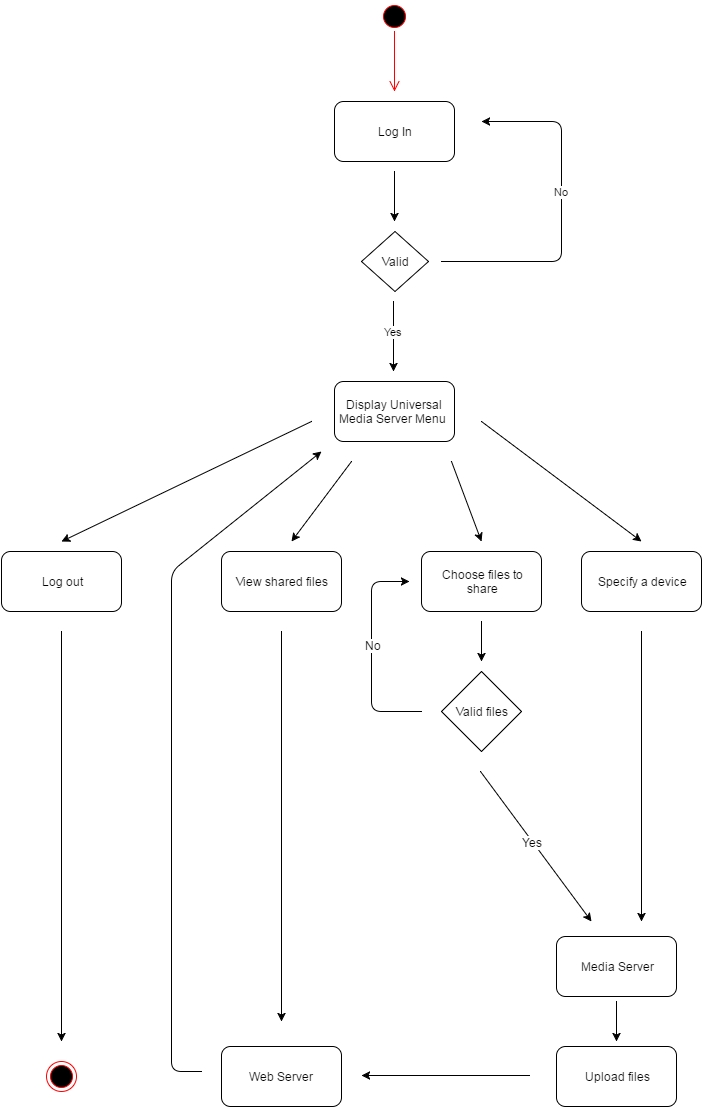 Log In
No
Valid
Yes
Display Universal
Media Server Menu
Log out
View shared files
Choose files to
share
Specify a device
No
Valid files
Yes
Media Server
Web Server
Upload files